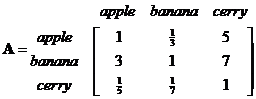 apple banana cerry
A = apple 1 1/3 5
banana 3 1 7
cerry 1/5 1/7 1